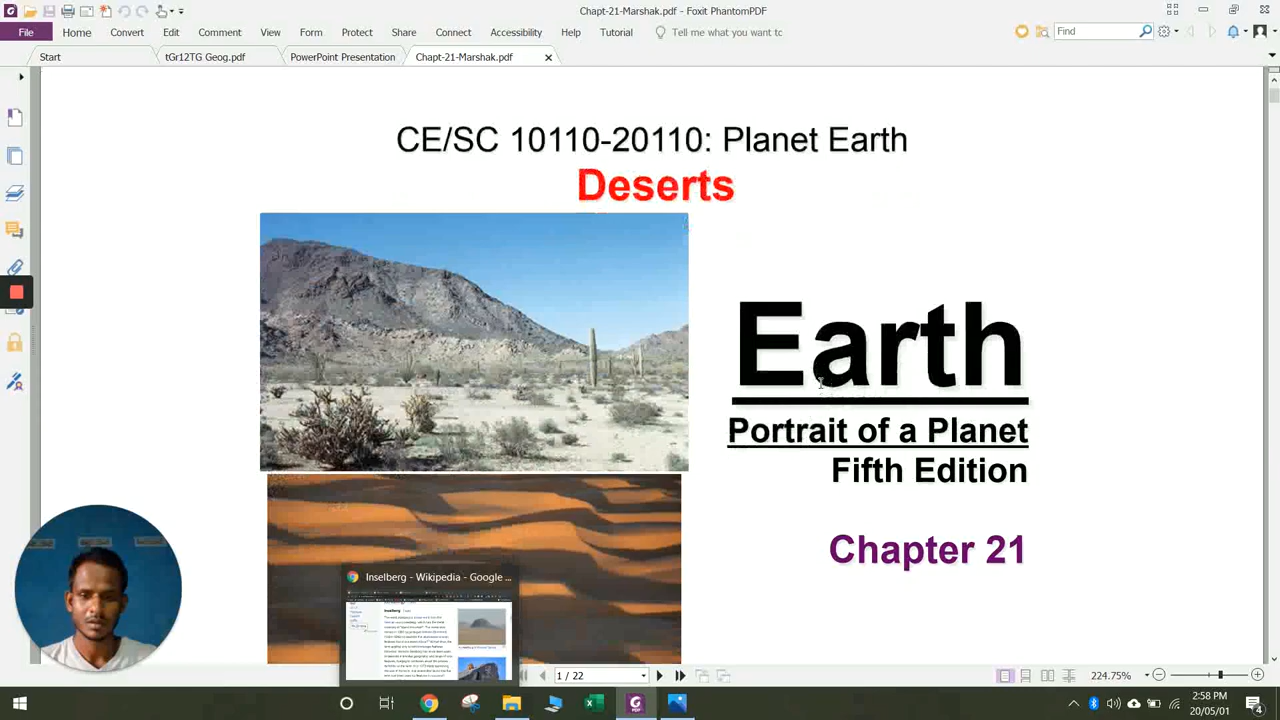 Chapt-21-Marshak.pdf - Foxit PhantomPDF
File Home Convert Edit Comment View Form Protect Share Connect Accessibility Help Tutorial Tell me what you want tc Find
Start tGr12TG Geog.pdf PowerPoint Presentation Chapt-21-Marshak.pdf
CE/SC 10110-20110: Planet Earth
Deserts
Earth
Portrait of a Planet
Fifth Edition
Chapter 21
Inselberg - Wikipedia - Google ...
1 / 22
224.75%
2:58 PM
20/05/01